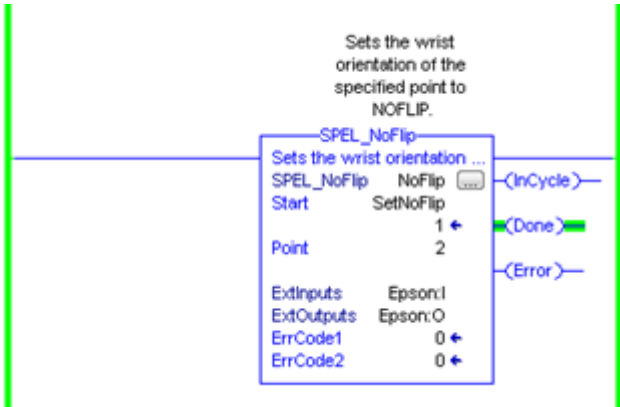 Sets the wrist
orientation of the
specified point to
NOFLIP.
SPEL_NoFlip
Sets the wrist orientation ...
SPEL_NoFlip NoFlip ...
(InCycle)
Start SetNoFlip
1
(Done)
Point 2
(Error)
ExtInputs Epson:I
ExtOutputs Epson:O
ErrCode1 0
ErrCode2 0